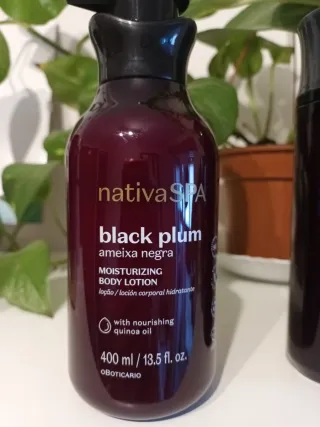 nativaSPA
black plum
ameixa negra
MOISTURIZING
BODY LOTION
loção / loción corporal hidratante
with nourishing
quinoa oil
400 ml / 13.5 fl. oz.
oBOTICÁRIO